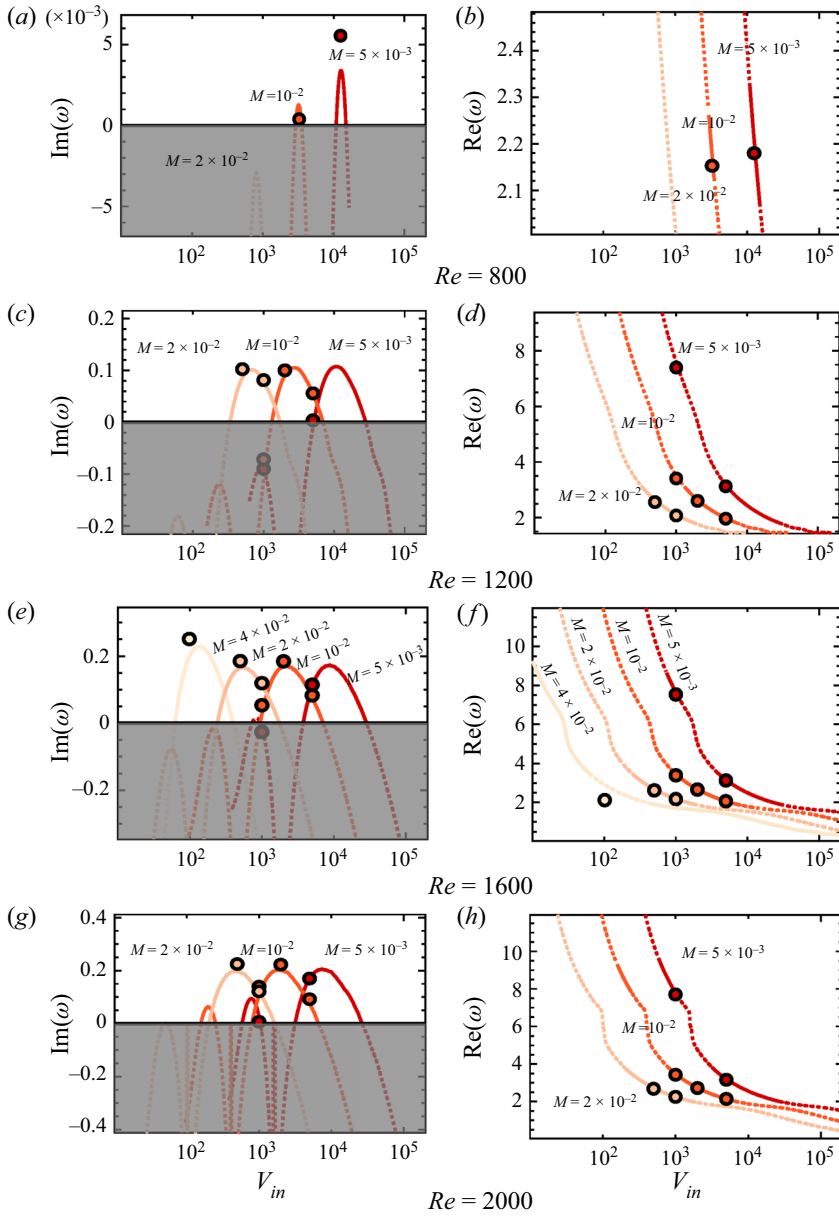 (a) (×10⁻³) (b)
5 0 −5
Im(ω)
M = 5 × 10⁻³
M = 10⁻²
M = 2 × 10⁻²
10² 10³ 10⁴ 10⁵
2.4 2.3 2.2 2.1
Re(ω)
M = 5 × 10⁻³
M = 10⁻²
M = 2 × 10⁻²
10² 10³ 10⁴ 10⁵
Re = 800
(c) (d)
0.2 0.1 0 −0.1 −0.2
Im(ω)
M = 2 × 10⁻² M = 10⁻² M = 5 × 10⁻³
10² 10³ 10⁴ 10⁵
8 6 4 2
Re(ω)
M = 5 × 10⁻³
M = 10⁻²
M = 2 × 10⁻²
10² 10³ 10⁴ 10⁵
Re = 1200
(e) (f)
0.2 0 −0.2
Im(ω)
M = 4 × 10⁻²
M = 2 × 10⁻²
M = 10⁻²
M = 5 × 10⁻³
10² 10³ 10⁴ 10⁵
10 8 6 4 2
Re(ω)
M = 4 × 10⁻²
M = 2 × 10⁻²
M = 10⁻²
M = 5 × 10⁻³
10² 10³ 10⁴ 10⁵
Re = 1600
(g) (h)
0.4 0.2 0 −0.2 −0.4
Im(ω)
M = 2 × 10⁻² M = 10⁻² M = 5 × 10⁻³
10² 10³ 10⁴ 10⁵
V_in
10 8 6 4 2
Re(ω)
M = 5 × 10⁻³
M = 10⁻²
M = 2 × 10⁻²
10² 10³ 10⁴ 10⁵
V_in
Re = 2000